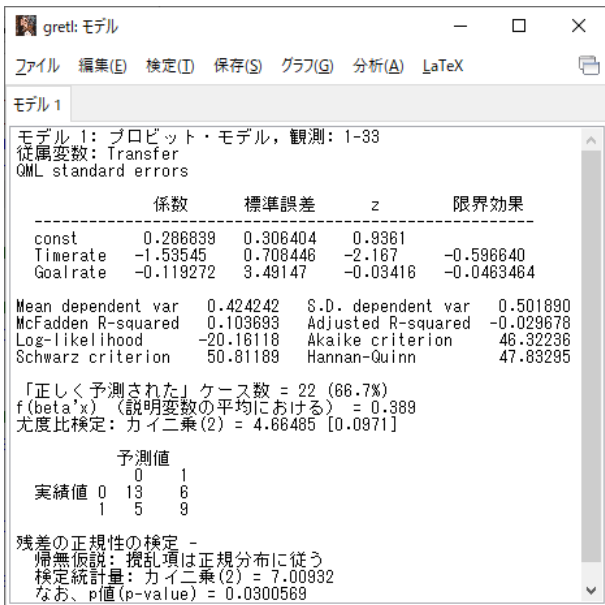 gretl: モデル
ファイル 編集(E) 検定(T) 保存(S) グラフ(G) 分析(A) LaTeX
モデル 1
モデル 1: プロビット・モデル, 観測: 1-33
従属変数: Transfer
QML standard errors
係数 標準誤差 z 限界効果
-------------------------------------------------------
const 0.286839 0.306404 0.9361
Timerate −1.53545 0.708446 −2.167 −0.596640
Goalrate −0.119272 3.49147 −0.03416 −0.0463464
Mean dependent var 0.424242 S.D. dependent var 0.501890
McFadden R-squared 0.103693 Adjusted R-squared −0.029678
Log-likelihood −20.16118 Akaike criterion 46.32236
Schwarz criterion 50.81189 Hannan-Quinn 47.83295
「正しく予測された」ケース数 = 22 (66.7%)
f(beta'x) (説明変数の平均における) = 0.389
尤度比検定: カイ二乗(2) = 4.66485 [0.0971]
予測値
0 1
実績値 0 13 6
1 5 9
残差の正規性の検定 -
帰無仮説: 攪乱項は正規分布に従う
検定統計量: カイ二乗(2) = 7.00932
なお、p値(p-value) = 0.0300569